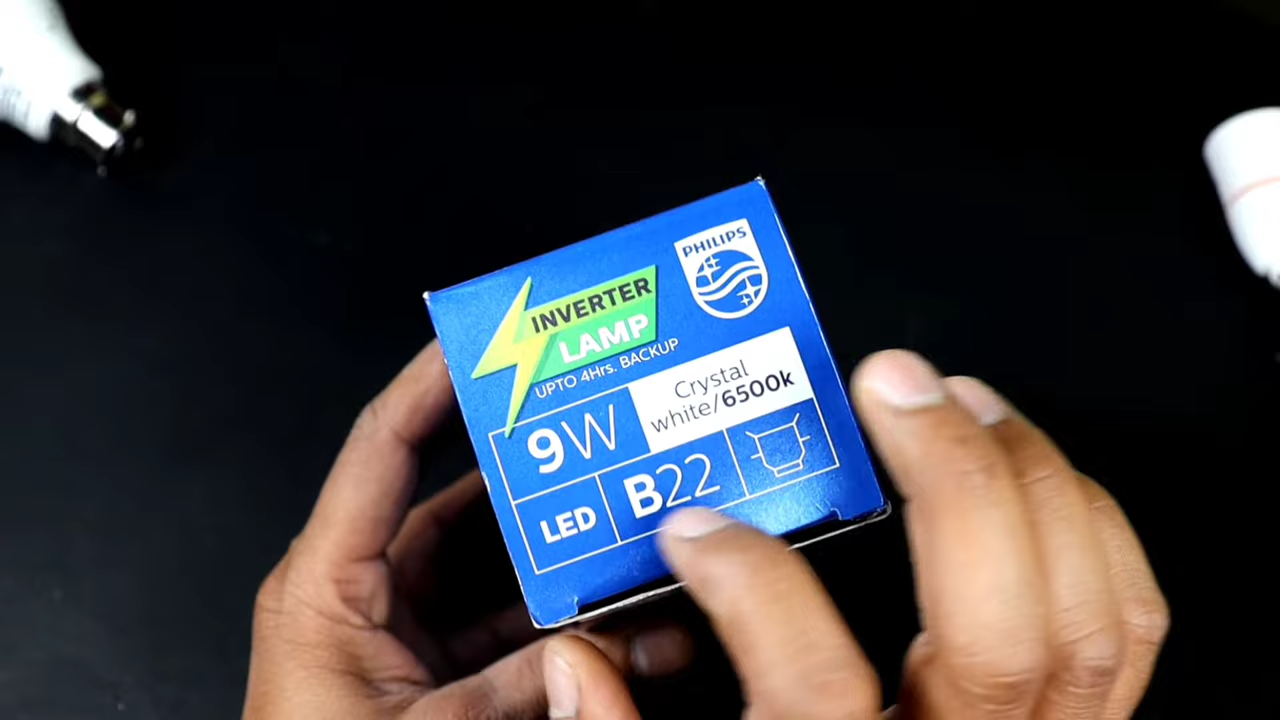 PHILIPS
INVERTER
LAMP
UPTO 4Hrs. BACKUP
Crystal
white/6500k
9W
LED
B22